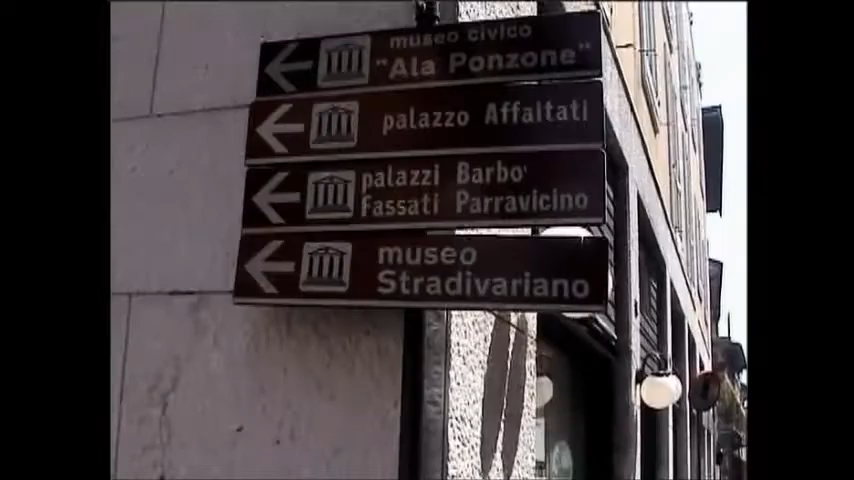 museo civico
"Ala Ponzone"
palazzo Affaitati
palazzi Barbo'
Fassati Parravicino
museo
Stradivariano